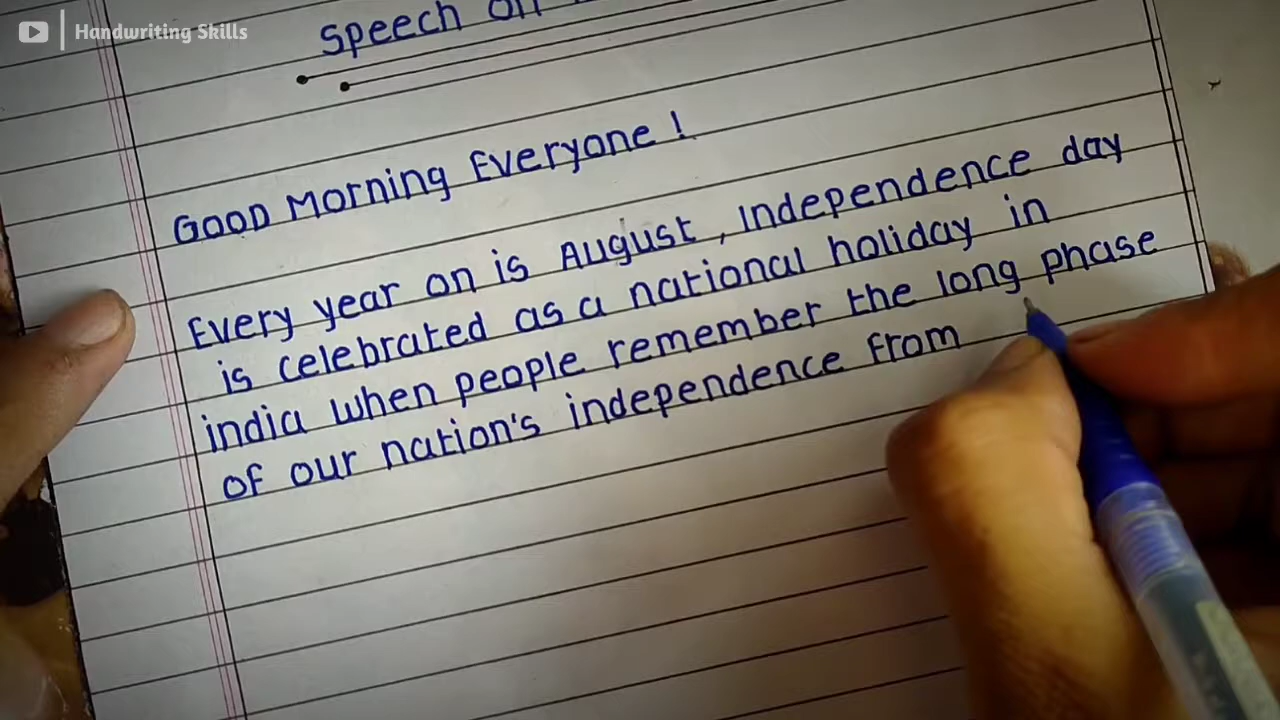 Handwriting Skills
Speech on
Good Morning Everyone !
Every year on is August, Independence day
is celebrated as a national holiday in
india when people remember the long phase
of our nation's independence from